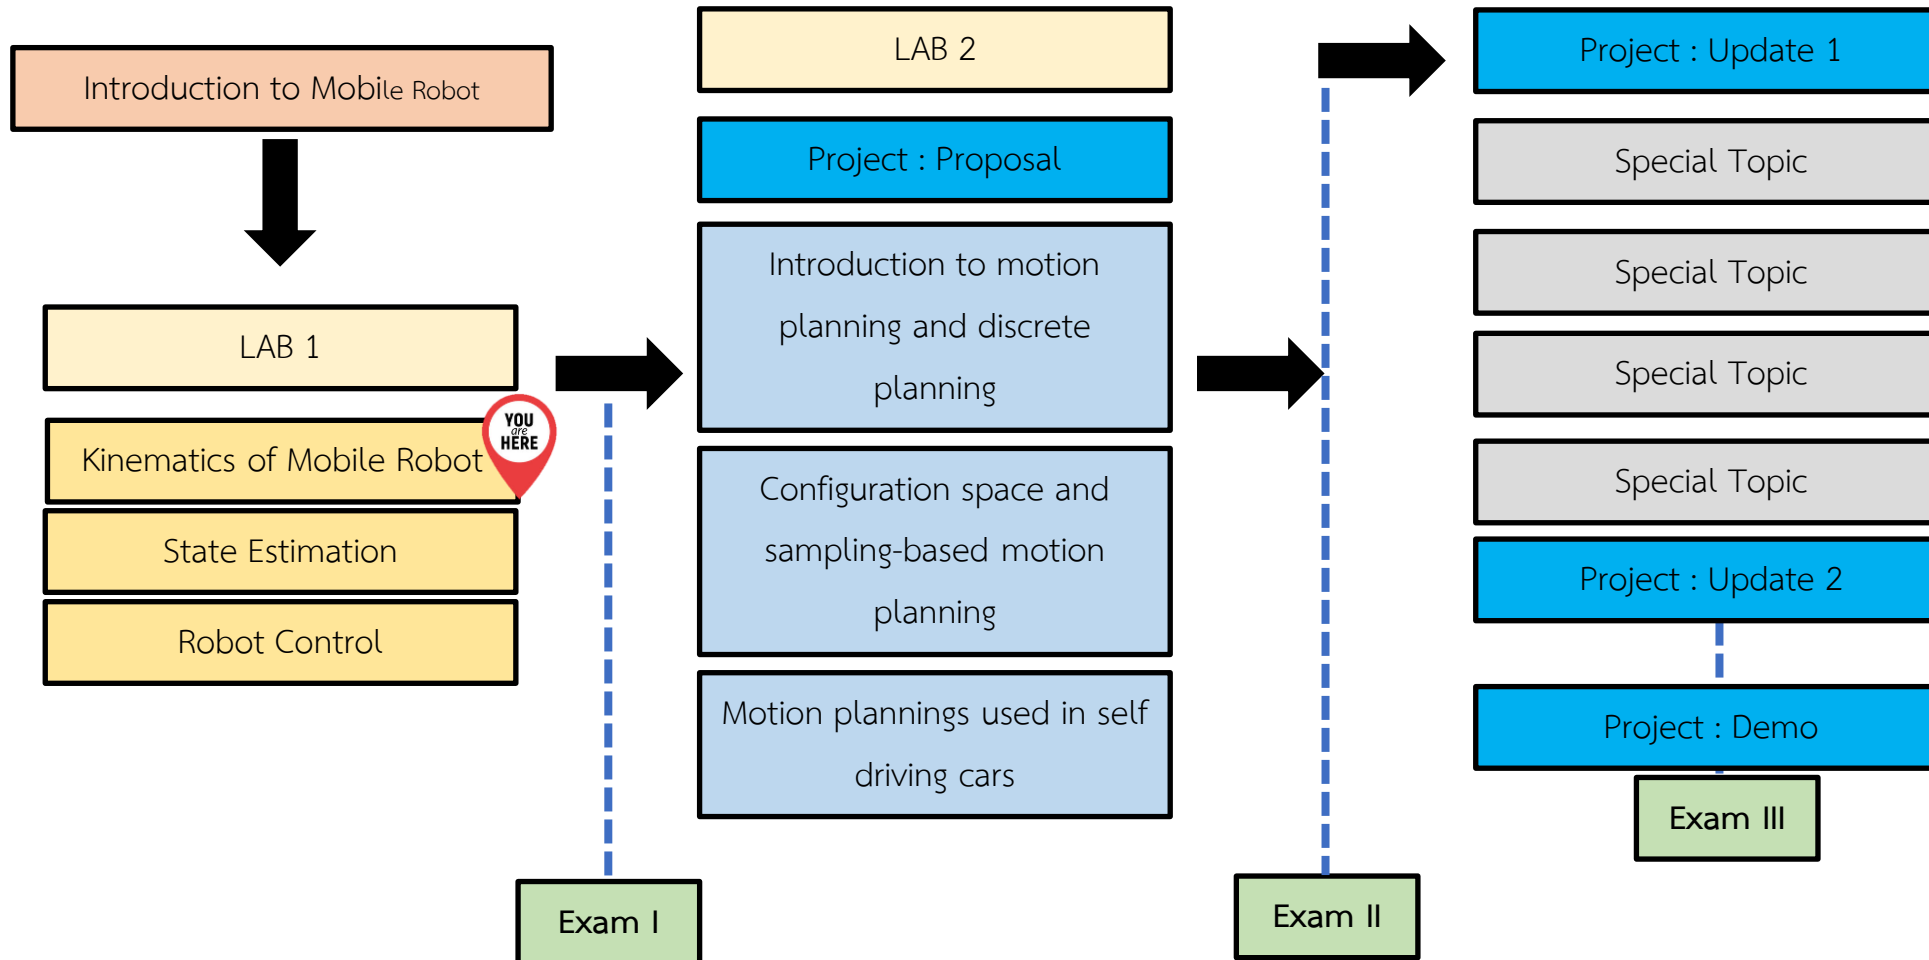 Introduction to Mobile Robot
LAB 1
Kinematics of Mobile Robot
YOU
are
HERE
State Estimation
Robot Control
Exam I
LAB 2
Project : Proposal
Introduction to motion
planning and discrete
planning
Configuration space and
sampling-based motion
planning
Motion plannings used in self
driving cars
Exam II
Project : Update 1
Special Topic
Special Topic
Special Topic
Special Topic
Project : Update 2
Project : Demo
Exam III